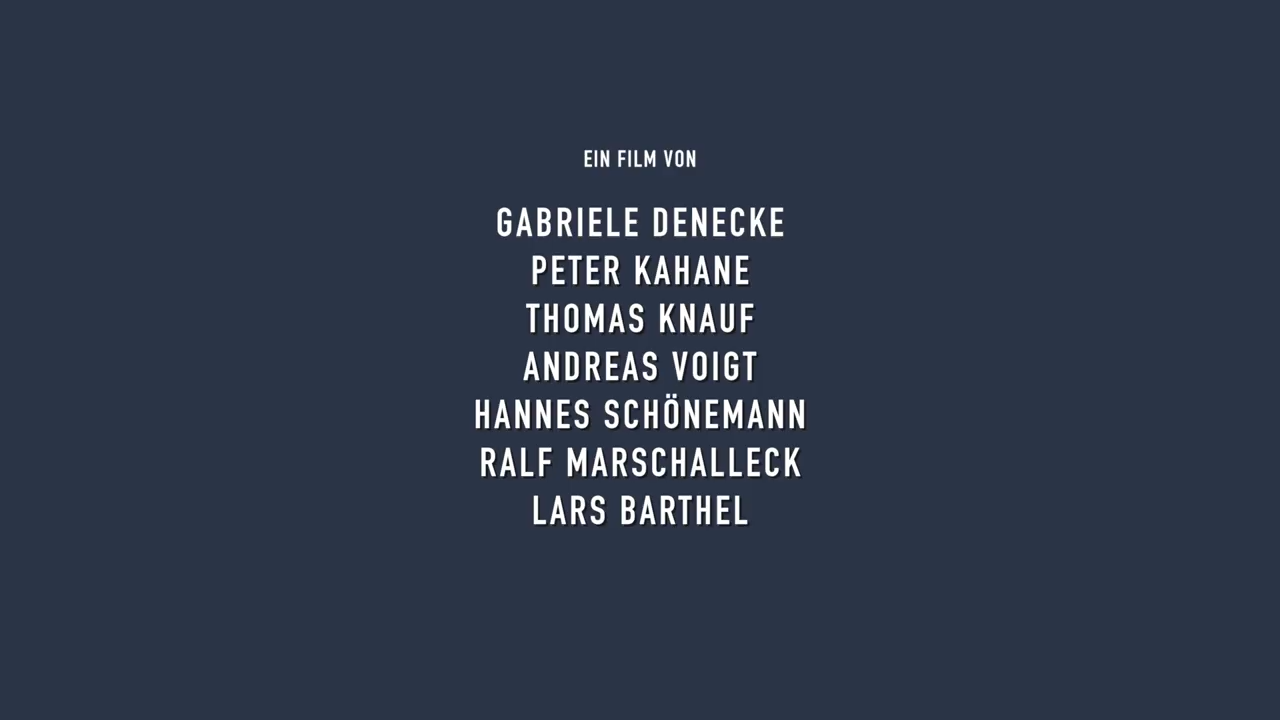 EIN FILM VON
GABRIELE DENECKE
PETER KAHANE
THOMAS KNAUF
ANDREAS VOIGT
HANNES SCHÖNEMANN
RALF MARSCHALLECK
LARS BARTHEL